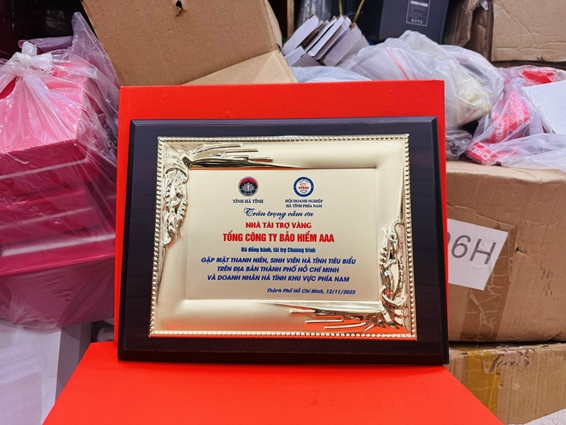 TỈNH HÀ TĨNH
HỘI DOANH NGHIỆP
HÀ TĨNH PHÍA NAM
Trân trọng cảm ơn
NHÀ TÀI TRỢ VÀNG
TỔNG CÔNG TY BẢO HIỂM AAA
Đã đồng hành, tài trợ Chương trình
GẶP MẶT THANH NIÊN, SINH VIÊN HÀ TĨNH TIÊU BIỂU
TRÊN ĐỊA BÀN THÀNH PHỐ HỒ CHÍ MINH
VÀ DOANH NHÂN HÀ TĨNH KHU VỰC PHÍA NAM
Thành Phố Hồ Chí Minh, 12/11/2023
06H